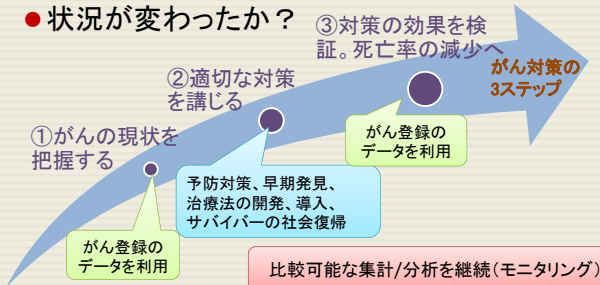 ●状況が変わったか？
③対策の効果を検
証。死亡率の減少へ
がん対策の
3ステップ
②適切な対策
を講じる
①がんの現状を
把握する
がん登録の
データを利用
予防対策、早期発見、
治療法の開発、導入、
サバイバーの社会復帰
がん登録の
データを利用
比較可能な集計/分析を継続(モニタリング)